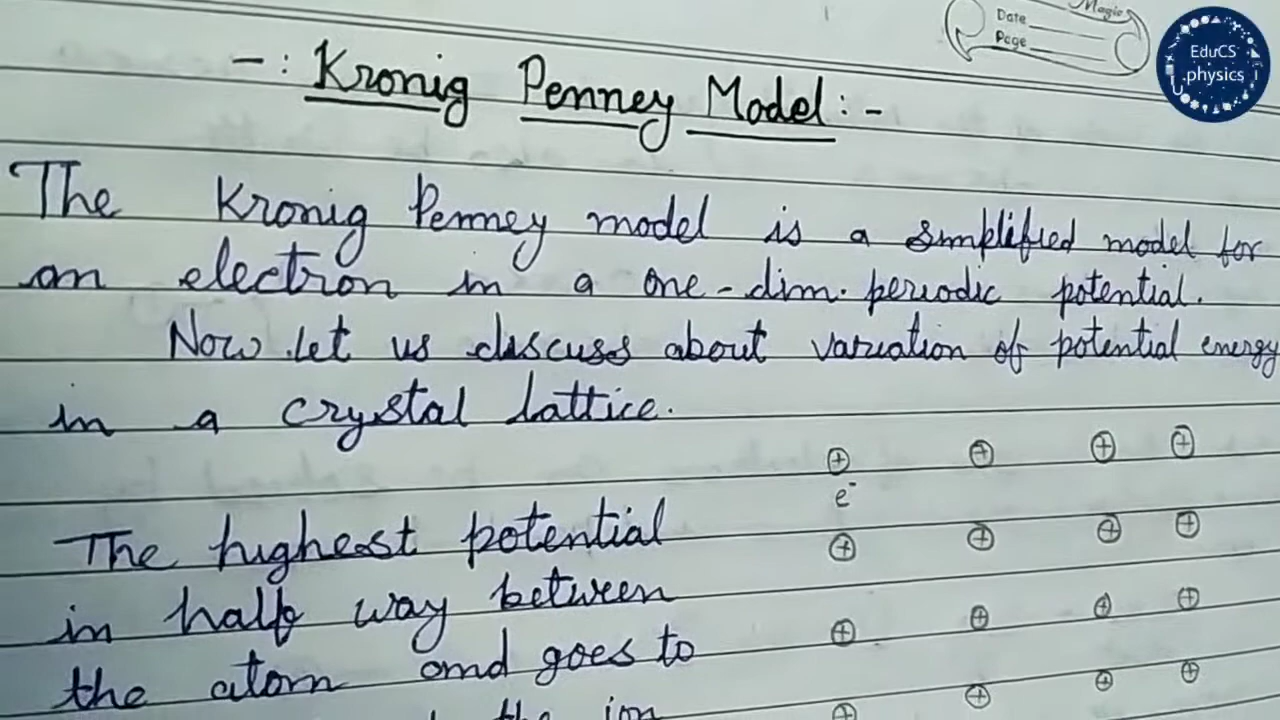 Magic
Date
Page
EduCS
.physics
-: Kronig Penney Model :-
The Kronig Penney model is a simplified model for
an electron in a one-dim. periodic potential.
Now let us discuss about variation of potential energy
in a crystal lattice.
+ + + +
e-
The highest potential
+ + + +
in half way between
+ + + +
the atom and goes to
+ + + +
the ion